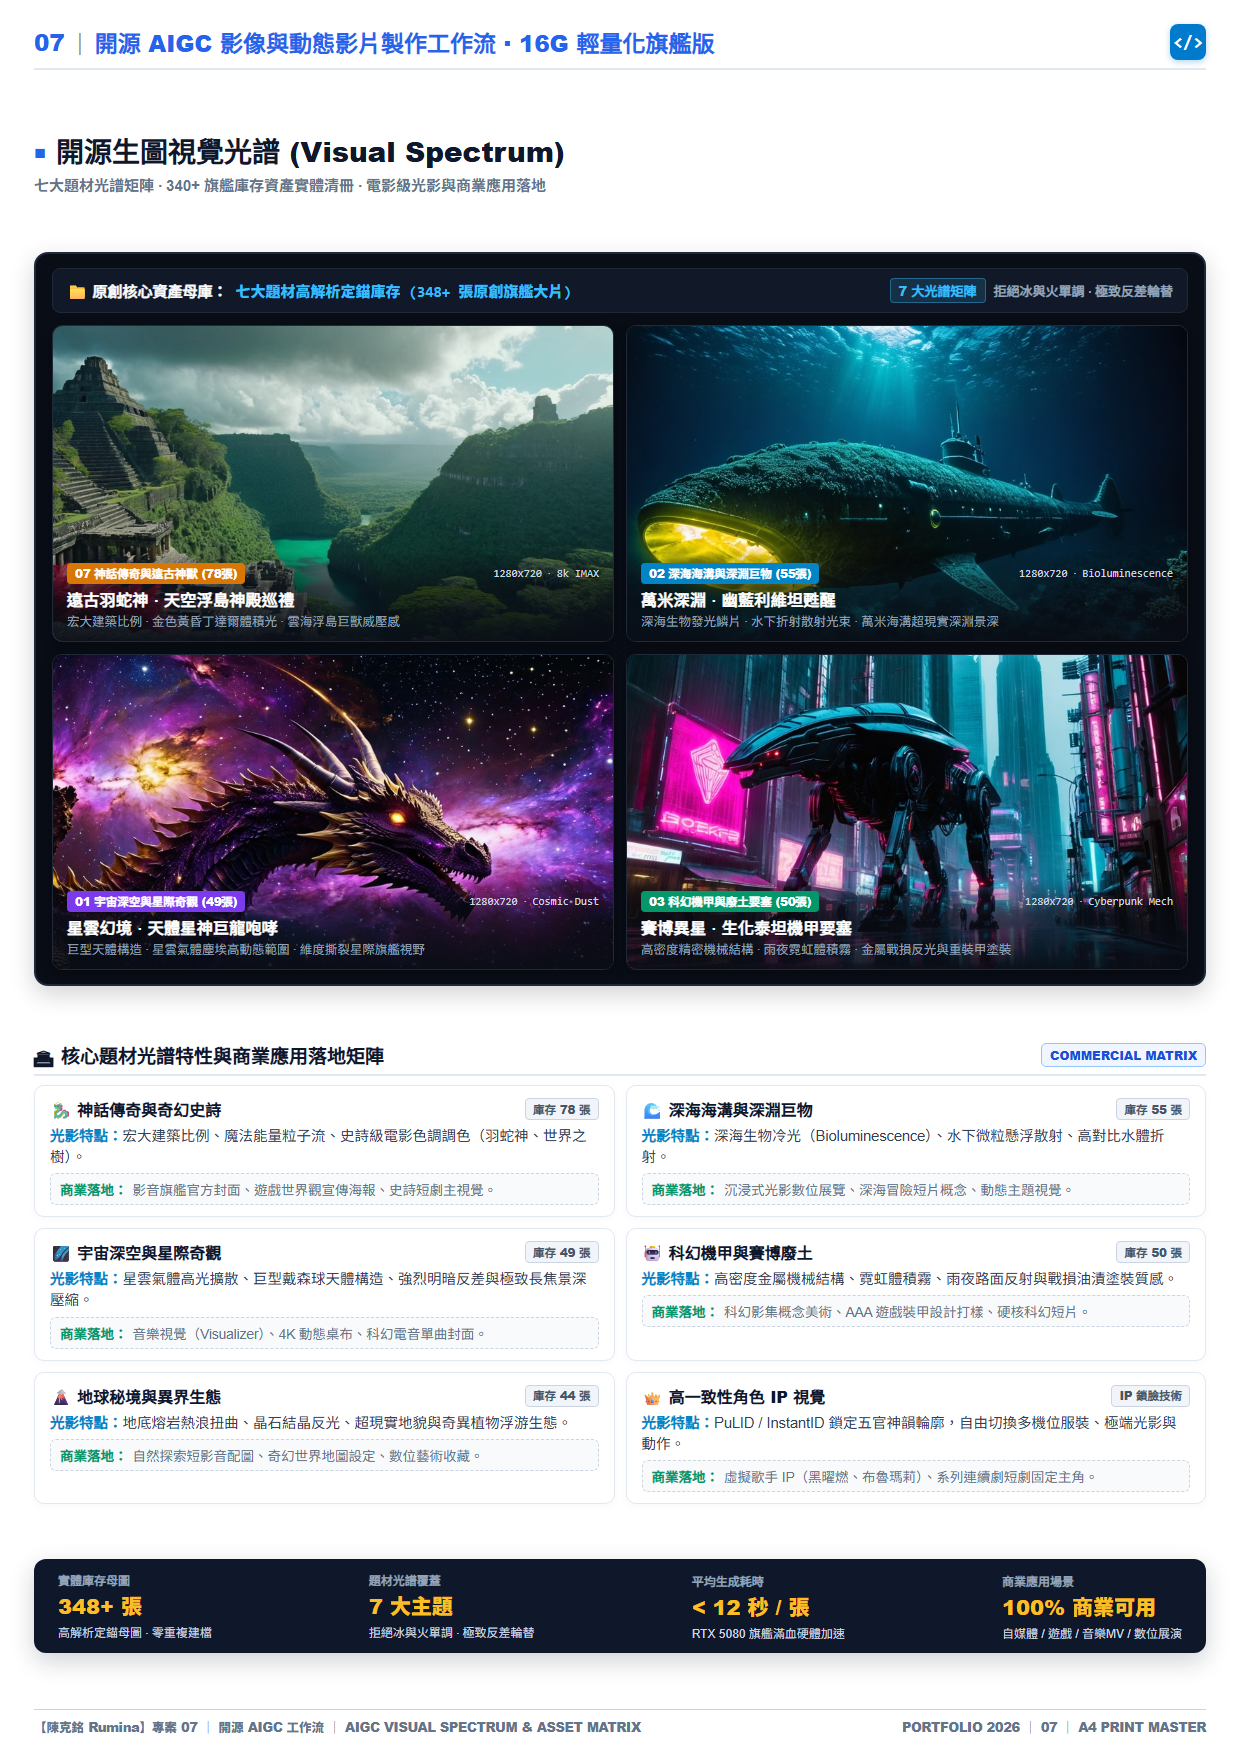 07 | 開源 AIGC 影像與動態影片製作工作流・16G 輕量化旗艦版
</>
開源生圖視覺光譜 (Visual Spectrum)
七大題材光譜矩陣 · 340+ 旗艦庫存資產實體清冊 · 電影級光影與商業應用落地
原創核心資產母庫： 七大題材高解析定錨庫存（348+ 張原創旗艦大片）
7 大光譜矩陣 拒絕冰與火單調 · 極致反差輪替
07 神話傳奇與遠古神獸 (78張)
1280x720 · 8k IMAX
遠古羽蛇神 · 天空浮島神殿巡禮
宏大建築比例 · 金色黃昏丁達爾體積光 · 雲海浮島巨獸威壓感
02 深海海溝與深淵巨物 (55張)
1280x720 · Bioluminescence
萬米深淵 · 幽藍利維坦甦醒
深海生物發光鱗片 · 水下折射散射光束 · 萬米海溝超現實深淵景深
01 宇宙深空與星際奇觀 (49張)
1280x720 · Cosmic-Dust
星雲幻境 · 天體星神巨龍咆哮
巨型天體構造 · 星雲氣體塵埃高動態範圍 · 維度撕裂星際旗艦視野
03 科幻機甲與廢土要塞 (50張)
1280x720 · Cyberpunk Mech
賽博異星 · 生化泰坦機甲要塞
高密度精密機械結構 · 雨夜霓虹體積霧 · 金屬戰損反光與重裝甲塗裝
核心題材光譜特性與商業應用落地矩陣
COMMERCIAL MATRIX
神話傳奇與奇幻史詩
庫存 78 張
光影特點：宏大建築比例、魔法能量粒子流、史詩級電影色調調色（羽蛇神、世界之
樹）。
商業落地： 影音旗艦官方封面、遊戲世界觀宣傳海報、史詩短劇主視覺。
深海海溝與深淵巨物
庫存 55 張
光影特點：深海生物冷光（Bioluminescence）、水下微粒懸浮散射、高對比水體折
射。
商業落地： 沉浸式光影數位展覽、深海冒險短片概念、動態主題視覺。
宇宙深空與星際奇觀
庫存 49 張
光影特點：星雲氣體高光擴散、巨型戴森球天體構造、強烈明暗反差與極致長焦景深
壓縮。
商業落地： 音樂視覺（Visualizer）、4K 動態桌布、科幻電音單曲封面。
科幻機甲與賽博廢土
庫存 50 張
光影特點：高密度金屬機械結構、霓虹體積霧、雨夜路面反射與戰損油漬塗裝質感。
商業落地： 科幻影集概念美術、AAA 遊戲裝甲設計打樣、硬核科幻短片。
地球秘境與異界生態
庫存 44 張
光影特點：地底熔岩熱浪扭曲、晶石結晶反光、超現實地貌與奇異植物浮游生態。
商業落地： 自然探索短影音配圖、奇幻世界地圖設定、數位藝術收藏。
高一致性角色 IP 視覺
IP 鎖臉技術
光影特點：PuLID / InstantID 鎖定五官神韻輪廓，自由切換多機位服裝、極端光影與
動作。
商業落地： 虛擬歌手 IP（黑曜燃、布魯瑪莉）、系列連續劇短劇固定主角。
實體庫存母圖
348+ 張
高解析定錨母圖 · 零重複建檔
題材光譜覆蓋
7 大主題
拒絕冰與火單調 · 極致反差輪替
平均生成耗時
< 12 秒 / 張
RTX 5080 旗艦滿血硬體加速
商業應用場景
100% 商業可用
自媒體 / 遊戲 / 音樂MV / 數位展演
【陳克銘 Rumina】專案 07 | 開源 AIGC 工作流 | AIGC VISUAL SPECTRUM & ASSET MATRIX
PORTFOLIO 2026 | 07 | A4 PRINT MASTER